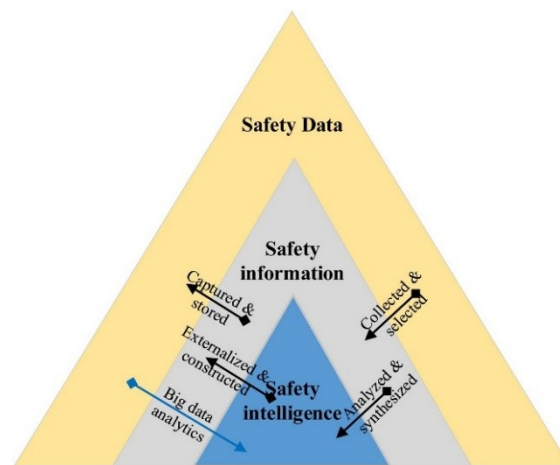 Safety Data
Safety
information
Captured &
stored
Collected &
selected
Externalized &
constructed
Safety
intelligence
Analyzed &
synthesized
Big data
analytics